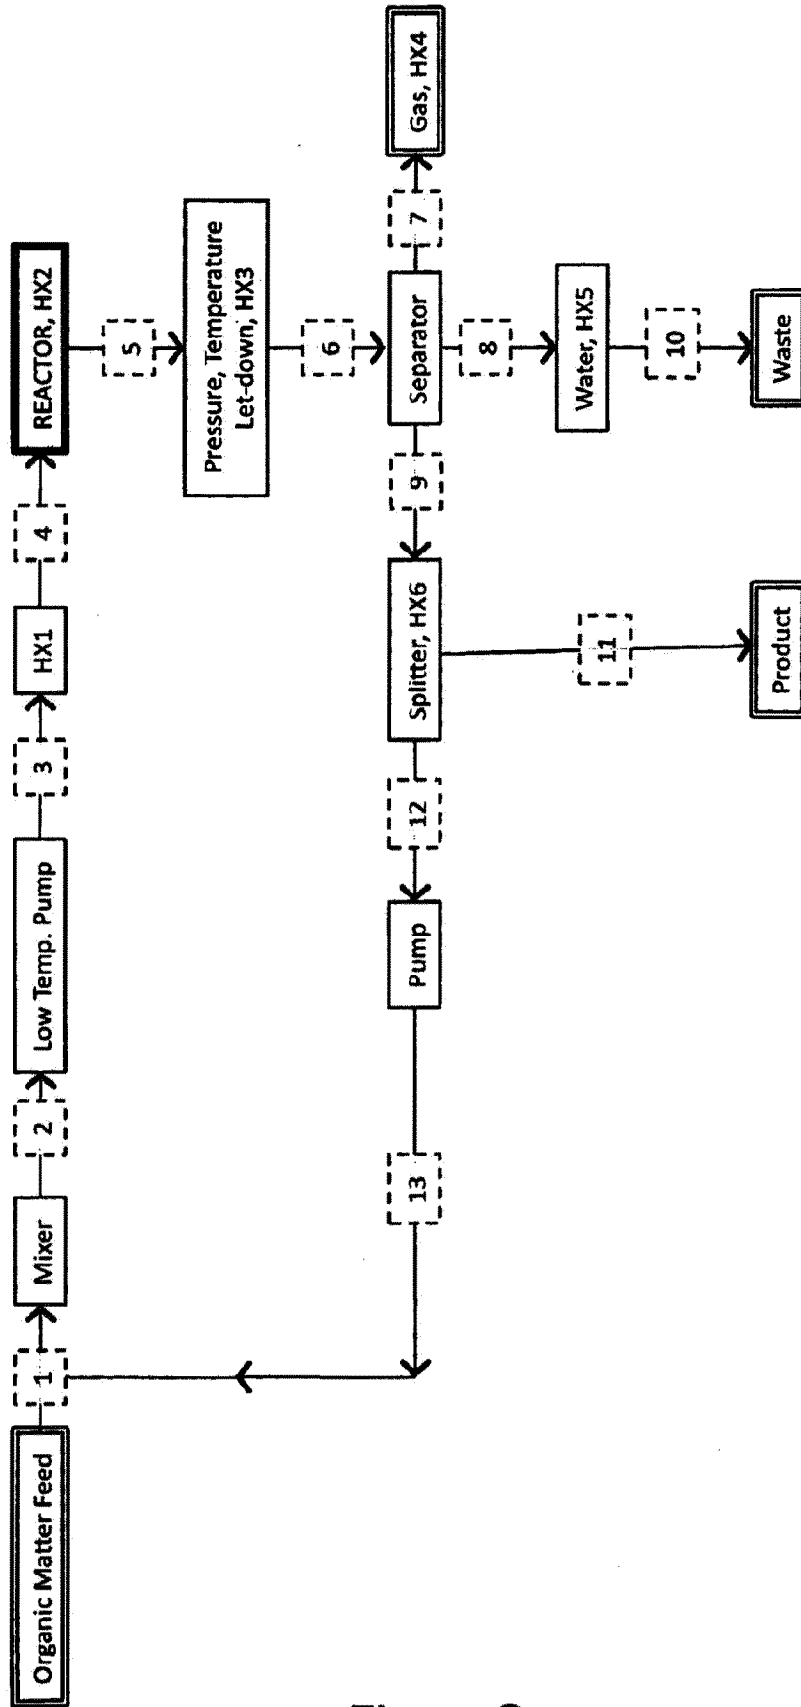 Organic Matter Feed
1
Mixer
2
Low Temp. Pump
3
HX1
4
REACTOR, HX2
5
Pressure, Temperature
Let-down, HX3
6
Separator
7
Gas, HX4
8
Water, HX5
10
Waste
9
Splitter, HX6
11
Product
12
Pump
13